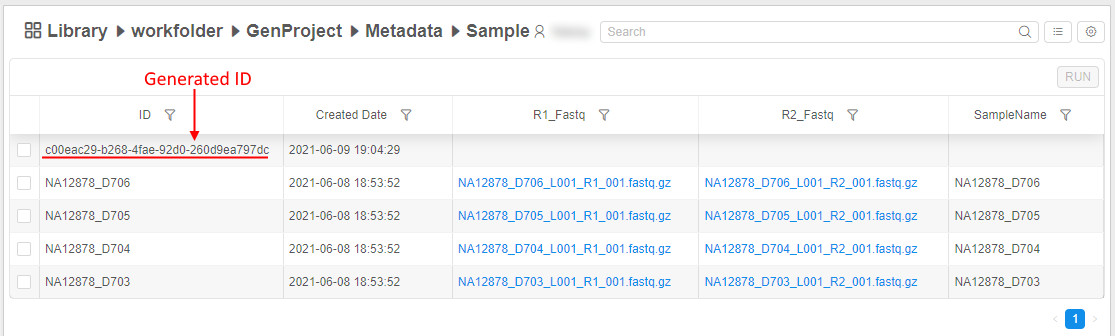 Library workfolder GenProject Metadata Sample
Search
RUN
Generated ID
ID Created Date R1_Fastq R2_Fastq SampleName
c00eac29-b268-4fae-92d0-260d9ea797dc 2021-06-09 19:04:29
NA12878_D706 2021-06-08 18:53:52 NA12878_D706_L001_R1_001.fastq.gz NA12878_D706_L001_R2_001.fastq.gz NA12878_D706
NA12878_D705 2021-06-08 18:53:52 NA12878_D705_L001_R1_001.fastq.gz NA12878_D705_L001_R2_001.fastq.gz NA12878_D705
NA12878_D704 2021-06-08 18:53:52 NA12878_D704_L001_R1_001.fastq.gz NA12878_D704_L001_R2_001.fastq.gz NA12878_D704
NA12878_D703 2021-06-08 18:53:52 NA12878_D703_L001_R1_001.fastq.gz NA12878_D703_L001_R2_001.fastq.gz NA12878_D703
1